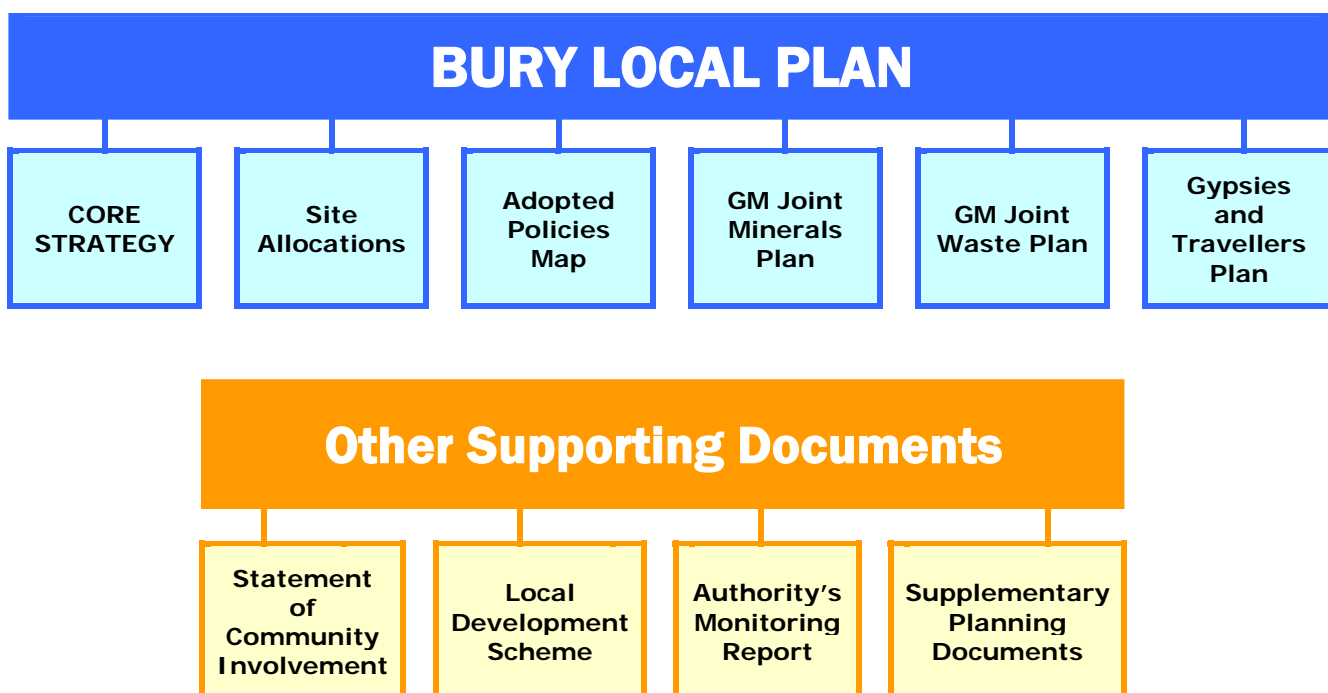 BURY LOCAL PLAN
CORE
STRATEGY
Site
Allocations
Adopted
Policies
Map
GM Joint
Minerals
Plan
GM Joint
Waste Plan
Gypsies
and
Travellers
Plan
Other Supporting Documents
Statement
of
Community
Involvement
Local
Development
Scheme
Authority's
Monitoring
Report
Supplementary
Planning
Documents